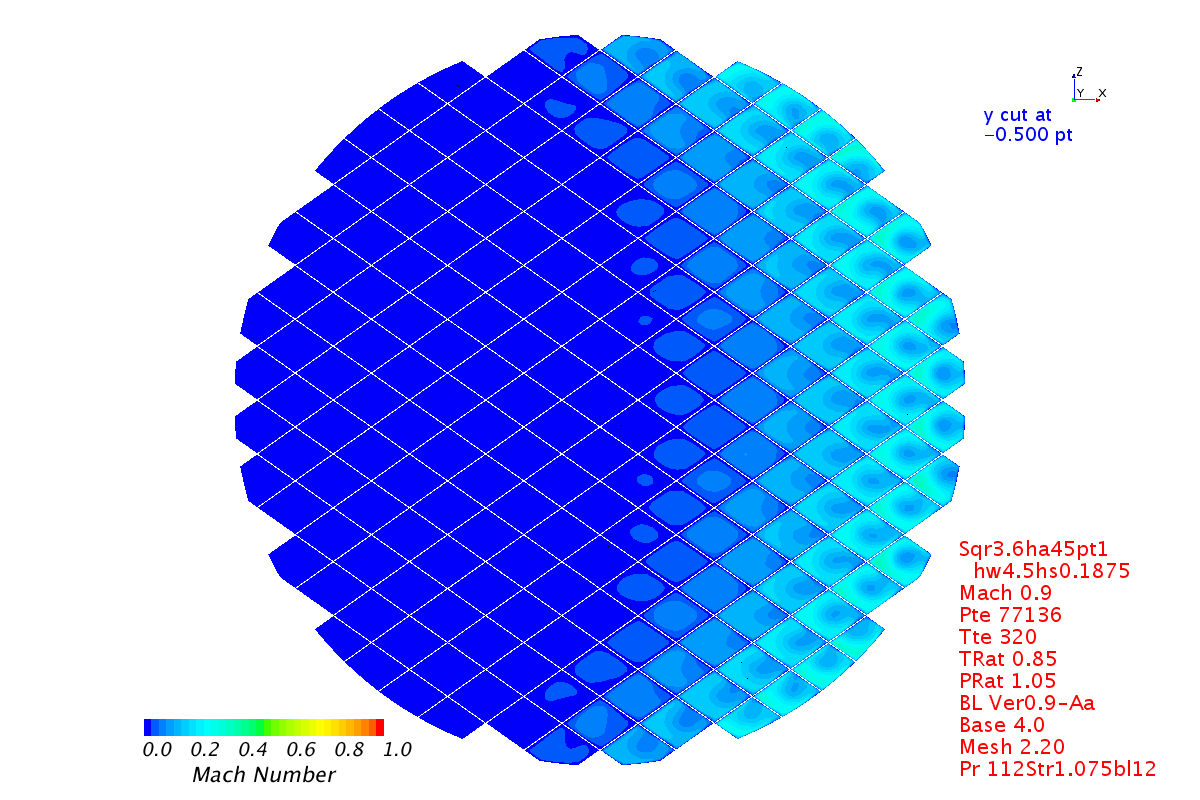 Z
Y X
y cut at
−0.500 pt
Sqr3.6ha45pt1
hw4.5hs0.1875
Mach 0.9
Pte 77136
Tte 320
TRat 0.85
PRat 1.05
BL Ver0.9−Aa
Base 4.0
Mesh 2.20
Pr 112Str1.075bl12
0.0 0.2 0.4 0.6 0.8 1.0
Mach Number